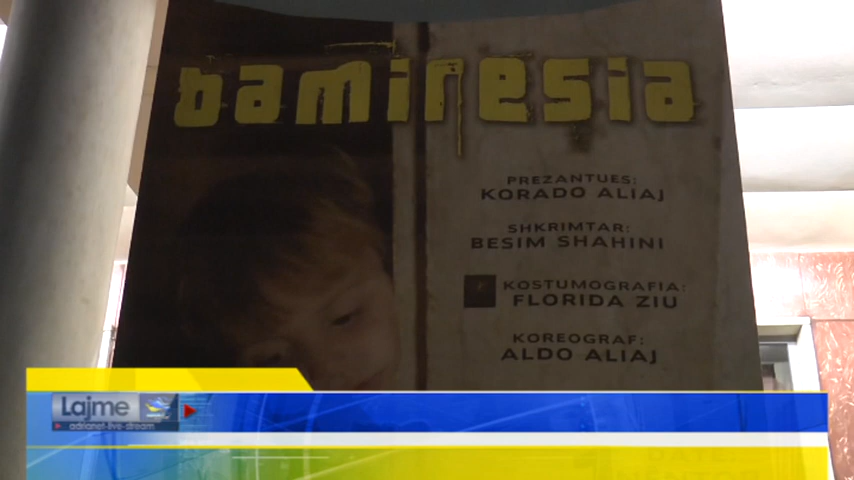 bamiresia
PREZANTUES:
KORADO ALIAJ
SHKRIMTAR:
BESIM SHAHINI
KOSTUMOGRAFIA:
FLORIDA ZIU
KOREOGRAF:
ALDO ALIAJ
Lajme
adrianet-live-stream